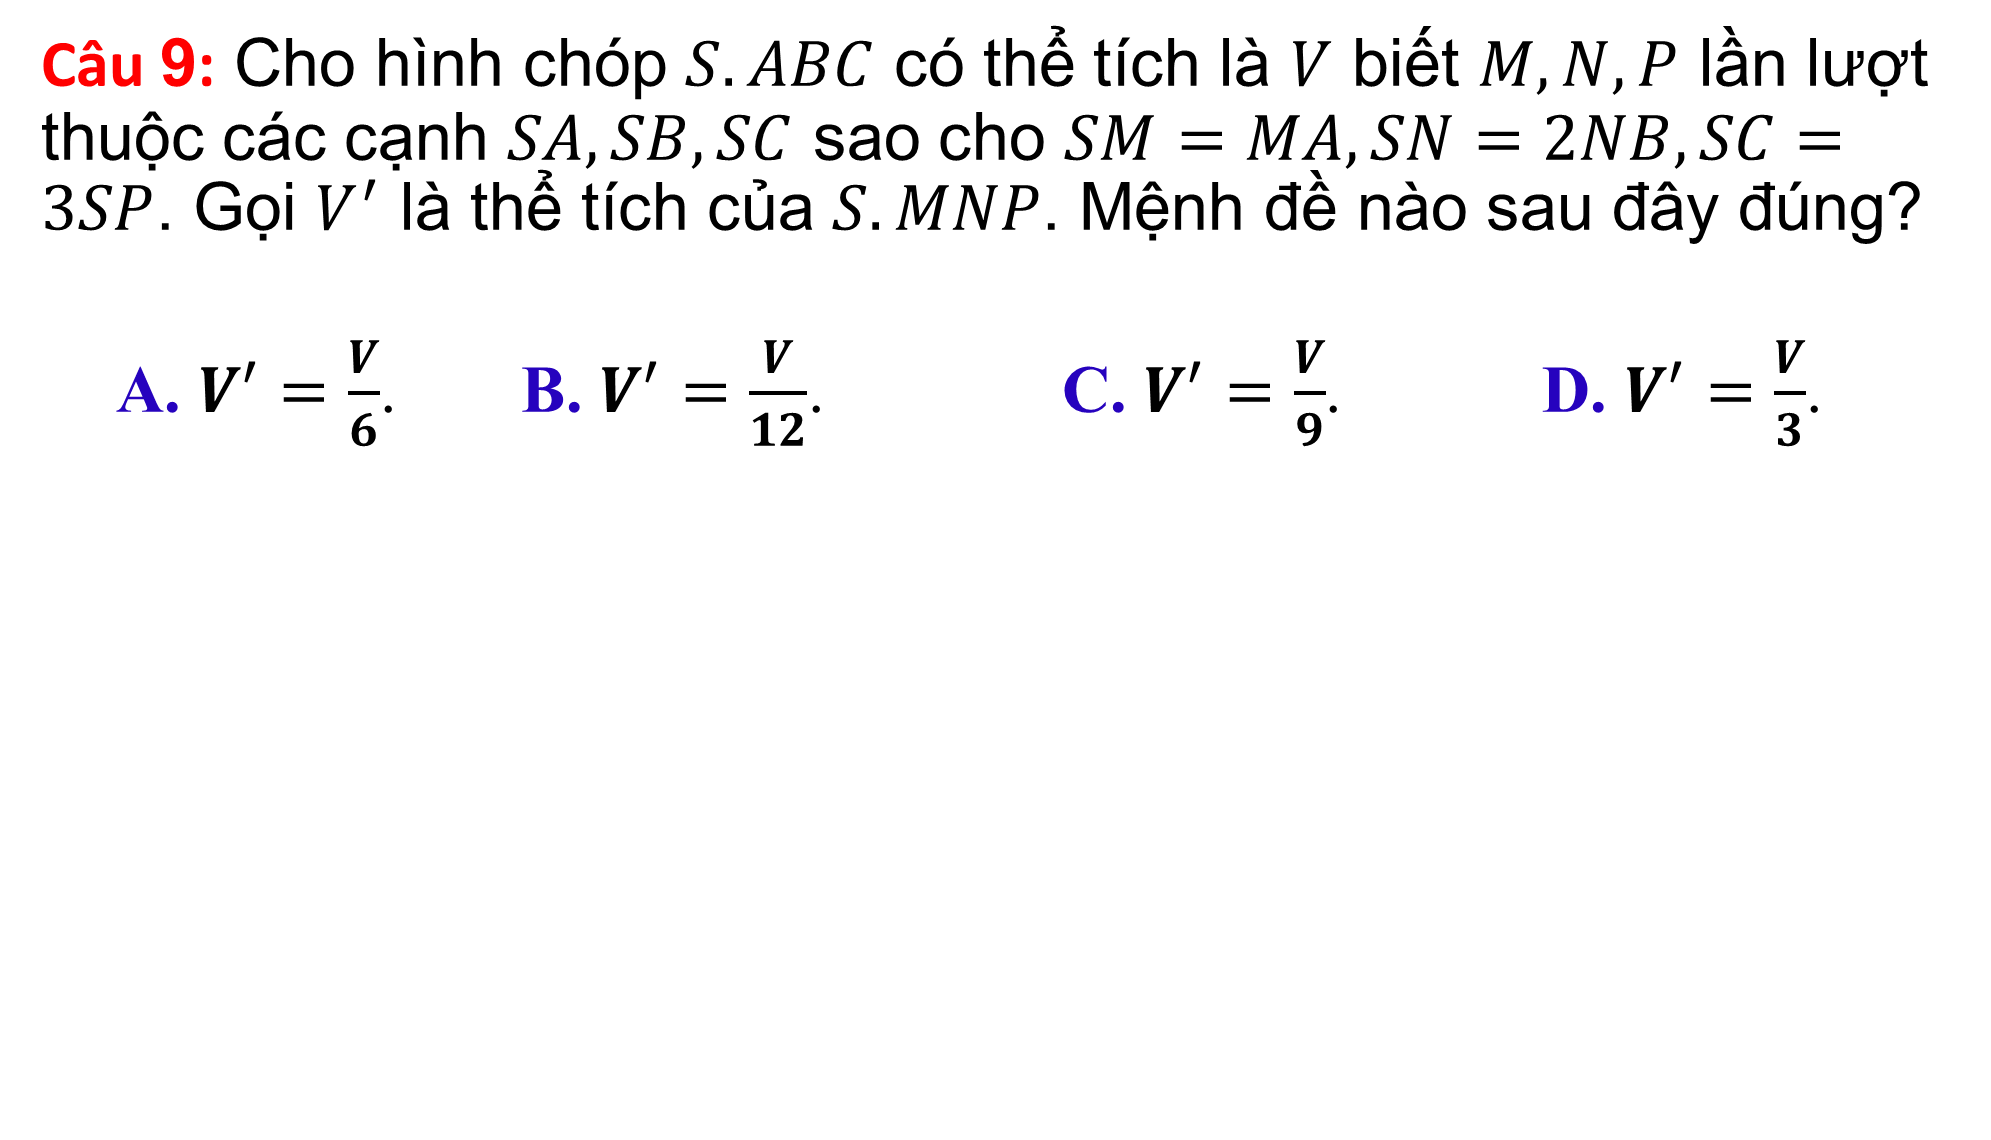 Câu 9: Cho hình chóp S.ABC có thể tích là V biết M, N, P lần lượt
thuộc các cạnh SA, SB, SC sao cho SM = MA, SN = 2NB, SC =
3SP. Gọi V′ là thể tích của S.MNP. Mệnh đề nào sau đây đúng?
A. V′ = V/6. B. V′ = V/12. C. V′ = V/9. D. V′ = V/3.